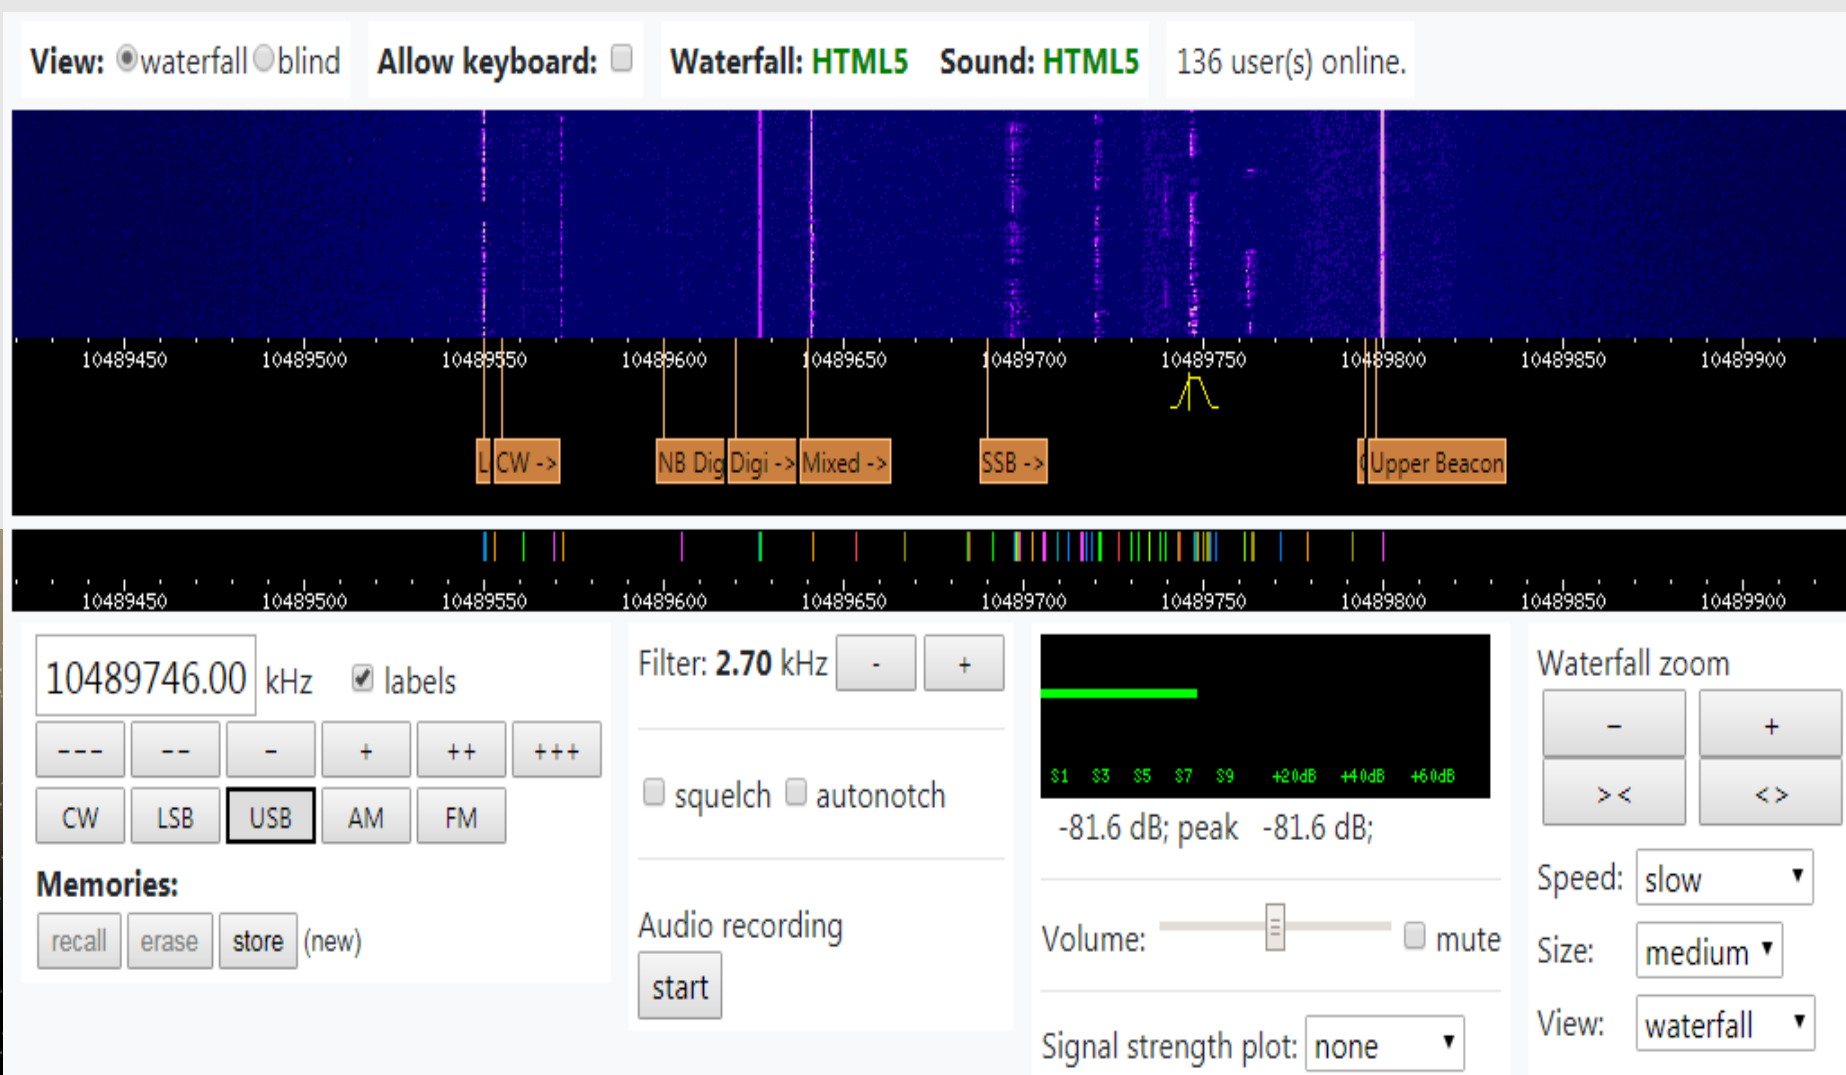 View: waterfall blind Allow keyboard: Waterfall: HTML5 Sound: HTML5 136 user(s) online.
10489450 10489500 10489550 10489600 10489650 10489700 10489750 10489800 10489850 10489900
L CW -> NB Dig Digi -> Mixed -> SSB -> Upper Beacon
10489450 10489500 10489550 10489600 10489650 10489700 10489750 10489800 10489850 10489900
10489746.00 kHz labels
--- -- - + ++ +++
CW LSB USB AM FM
Memories:
recall erase store (new)
Filter: 2.70 kHz - +
squelch autonotch
Audio recording
start
S1 S3 S5 S7 S9 +20dB +40dB +60dB
-81.6 dB; peak -81.6 dB;
Volume: mute
Signal strength plot: none
Waterfall zoom
- +
> < < >
Speed: slow
Size: medium
View: waterfall